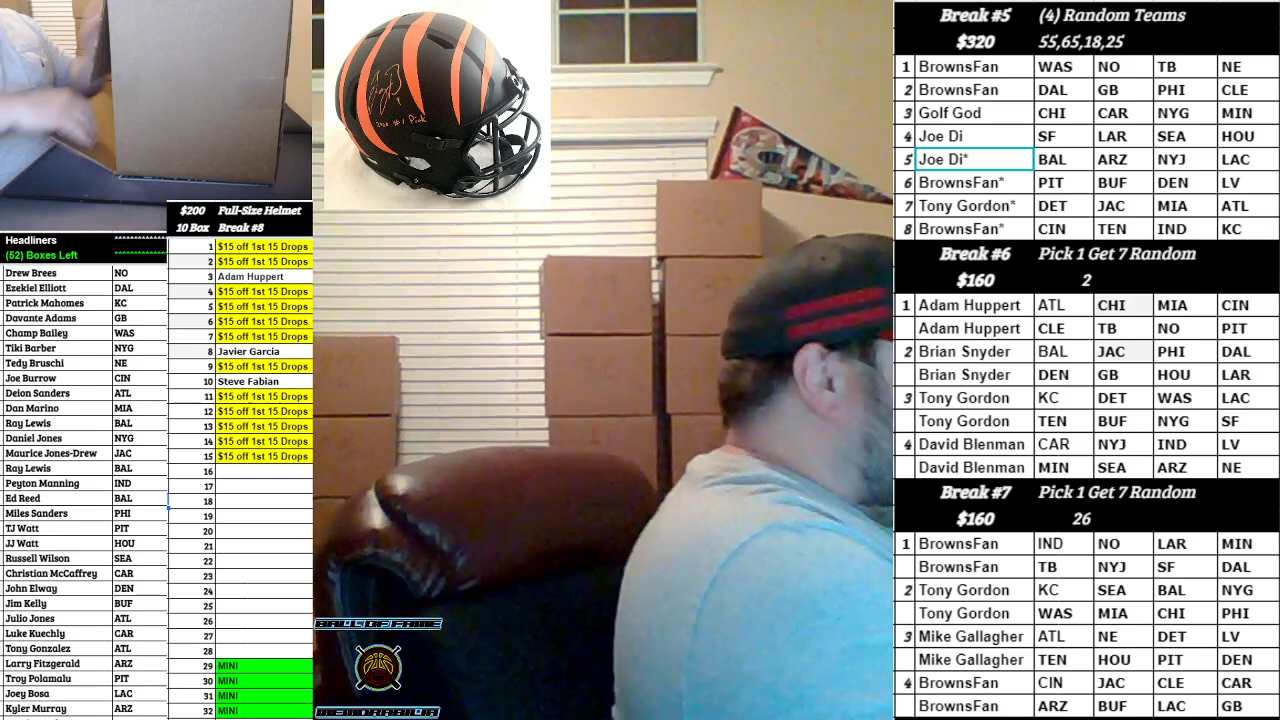 Headliners **************
(52) Boxes Left **************
Drew Brees NO
Ezekiel Elliott DAL
Patrick Mahomes KC
Davante Adams GB
Champ Bailey WAS
Tiki Barber NYG
Tedy Bruschi NE
Joe Burrow CIN
Deion Sanders ATL
Dan Marino MIA
Ray Lewis BAL
Daniel Jones NYG
Maurice Jones-Drew JAC
Ray Lewis BAL
Peyton Manning IND
Ed Reed BAL
Miles Sanders PHI
TJ Watt PIT
JJ Watt HOU
Russell Wilson SEA
Christian McCaffrey CAR
John Elway DEN
Jim Kelly BUF
Julio Jones ATL
Luke Kuechly CAR
Tony Gonzalez ATL
Larry Fitzgerald ARZ
Troy Polamalu PIT
Joey Bosa LAC
Kyler Murray ARZ
$200 Full-Size Helmet
10 Box Break #8
1 $15 off 1st 15 Drops
2 $15 off 1st 15 Drops
3 Adam Huppert
4 $15 off 1st 15 Drops
5 $15 off 1st 15 Drops
6 $15 off 1st 15 Drops
7 $15 off 1st 15 Drops
8 Javier Garcia
9 $15 off 1st 15 Drops
10 Steve Fabian
11 $15 off 1st 15 Drops
12 $15 off 1st 15 Drops
13 $15 off 1st 15 Drops
14 $15 off 1st 15 Drops
15 $15 off 1st 15 Drops
16
17
18
19
20
21
22
23
24
25
26
27
28
29 MINI
30 MINI
31 MINI
32 MINI
2020 #1 Pick
BALL OF FAME
MEMORABILIA
Break #5 (4) Random Teams
$320 55,65,18,25
1 BrownsFan WAS NO TB NE
2 BrownsFan DAL GB PHI CLE
3 Golf God CHI CAR NYG MIN
4 Joe Di SF LAR SEA HOU
5 Joe Di* BAL ARZ NYJ LAC
6 BrownsFan* PIT BUF DEN LV
7 Tony Gordon* DET JAC MIA ATL
8 BrownsFan* CIN TEN IND KC
Break #6 Pick 1 Get 7 Random
$160 2
1 Adam Huppert ATL CHI MIA CIN
Adam Huppert CLE TB NO PIT
2 Brian Snyder BAL JAC PHI DAL
Brian Snyder DEN GB HOU LAR
3 Tony Gordon KC DET WAS LAC
Tony Gordon TEN BUF NYG SF
4 David Blenman CAR NYJ IND LV
David Blenman MIN SEA ARZ NE
Break #7 Pick 1 Get 7 Random
$160 26
1 BrownsFan IND NO LAR MIN
BrownsFan TB NYJ SF DAL
2 Tony Gordon KC SEA BAL NYG
Tony Gordon WAS MIA CHI PHI
3 Mike Gallagher ATL NE DET LV
Mike Gallagher TEN HOU PIT DEN
4 BrownsFan CIN JAC CLE CAR
BrownsFan ARZ BUF LAC GB